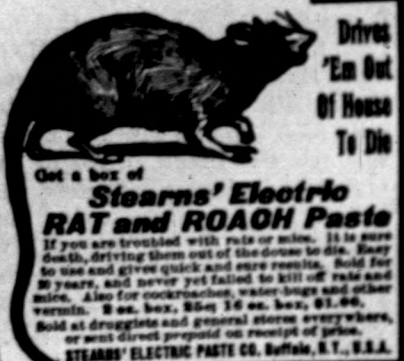 Drives
'Em Out
Of House
To Die
Get a box of
Stearns' Electric
RAT and ROACH Paste
If you are troubled with rats or mice. It is sure
death, driving them out of the house to die. Easy
to use and gives quick and sure results. Sold for
30 years, and never yet failed to kill off rats and
mice. Also for cockroaches, water-bugs and other
vermin. 2 oz. box, 25c; 16 oz. box, $1.00.
Sold at druggists and general stores everywhere,
or sent direct prepaid on receipt of price.
STEARNS' ELECTRIC PASTE CO. Buffalo, N.Y., U.S.A.